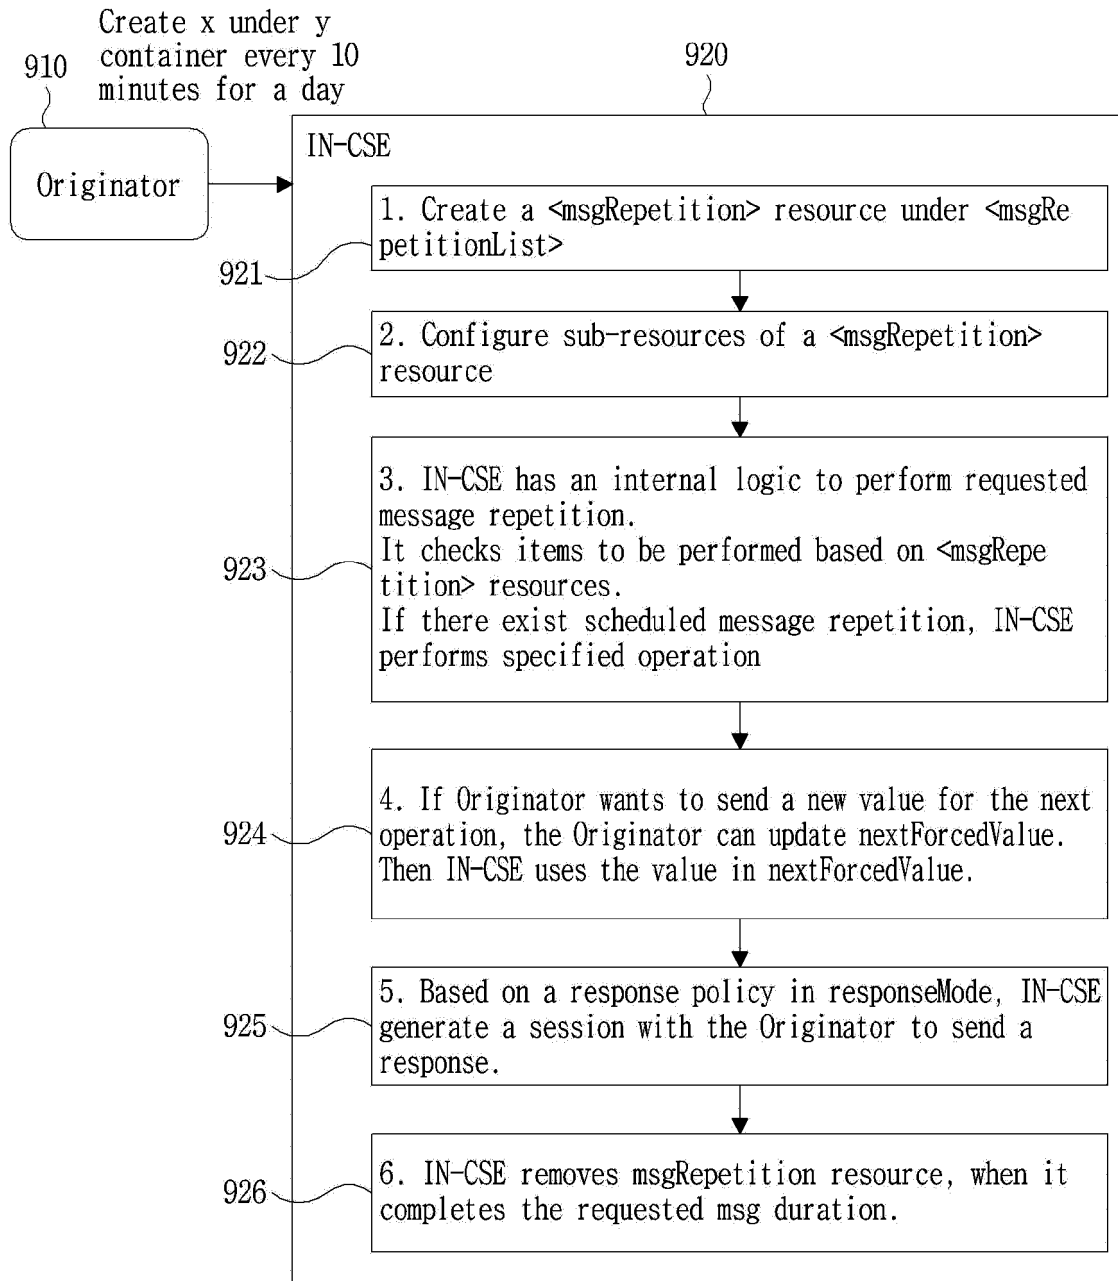 Create x under y
container every 10
minutes for a day
910
920
Originator
IN-CSE
1. Create a <msgRepetition> resource under <msgRe
petitionList>
921
2. Configure sub-resources of a <msgRepetition>
resource
922
3. IN-CSE has an internal logic to perform requested
message repetition.
It checks items to be performed based on <msgRepe
tition> resources.
If there exist scheduled message repetition, IN-CSE
performs specified operation
923
4. If Originator wants to send a new value for the next
operation, the Originator can update nextForcedValue.
Then IN-CSE uses the value in nextForcedValue.
924
5. Based on a response policy in responseMode, IN-CSE
generate a session with the Originator to send a
response.
925
6. IN-CSE removes msgRepetition resource, when it
completes the requested msg duration.
926